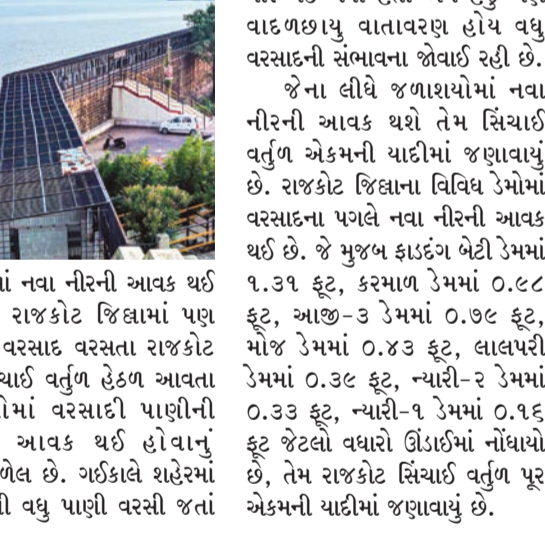 માં નવા નીરની આવક થઈ
રાજકોટ જિલ્લામાં પણ
વરસાદ વરસતા રાજકોટ
વર્તુળ હેઠળ આવતા
વરસાદી પાણીની
આવક થઈ હોવાનું
છે. ગઈકાલે શહેરમાં
વધુ પાણી વરસી જતાં
વાદળછાયુ વાતાવરણ હોય વધુ
વરસાદની સંભાવના જોવાઈ રહી છે.
જેના લીધે જળાશયોમાં નવા
નીરની આવક થશે તેમ સિંચાઈ
વર્તુળ એકમની યાદીમાં જણાવાયું
છે. રાજકોટ જિલ્લાના વિવિધ ડેમોમાં
વરસાદના પગલે નવા નીરની આવક
થઈ છે. જે મુજબ ફાડદંગ બેટી ડેમમાં
૧.૩૧ ફૂટ, કરમાળ ડેમમાં ૦.૯૮
ફૂટ, આજી-૩ ડેમમાં ૦.૭૯ ફૂટ,
મોજ ડેમમાં ૦.૪૩ ફૂટ, લાલપરી
ડેમમાં ૦.૩૯ ફૂટ, ન્યારી-૨ ડેમમાં
૦.૩૩ ફૂટ, ન્યારી-૧ ડેમમાં ૦.૧૬
ફૂટ જેટલો વધારો ઊંડાઈમાં નોંધાયો
છે, તેમ રાજકોટ સિંચાઈ વર્તુળ પૂર
એકમની યાદીમાં જણાવાયું છે.